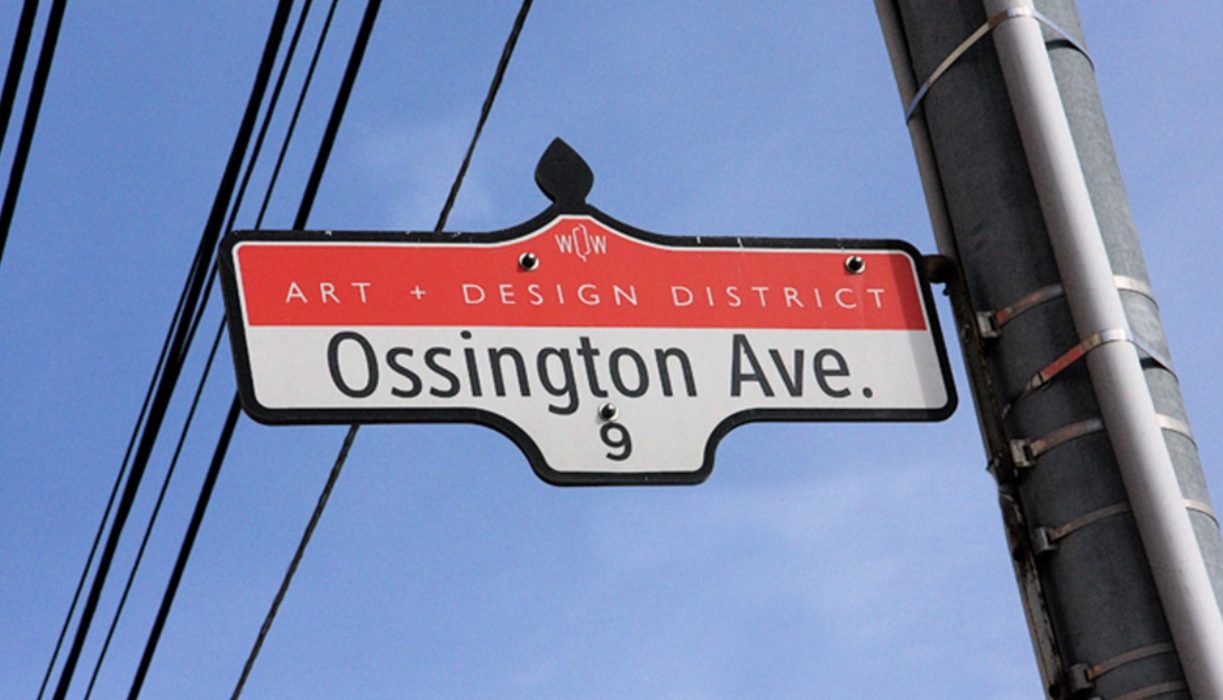 WQW
ART + DESIGN DISTRICT
Ossington Ave.
9